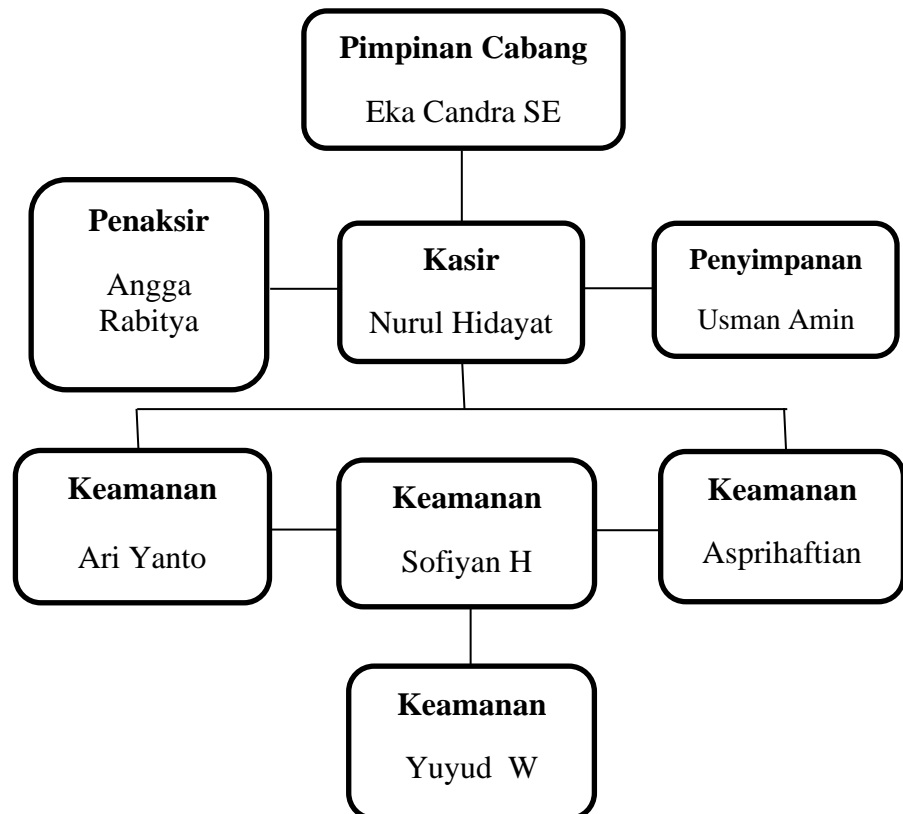 Pimpinan Cabang
Eka Candra SE
Penaksir
Angga
Rabitya
Kasir
Nurul Hidayat
Penyimpanan
Usman Amin
Keamanan
Ari Yanto
Keamanan
Sofiyan H
Keamanan
Asprihaftian
Keamanan
Yuyud W